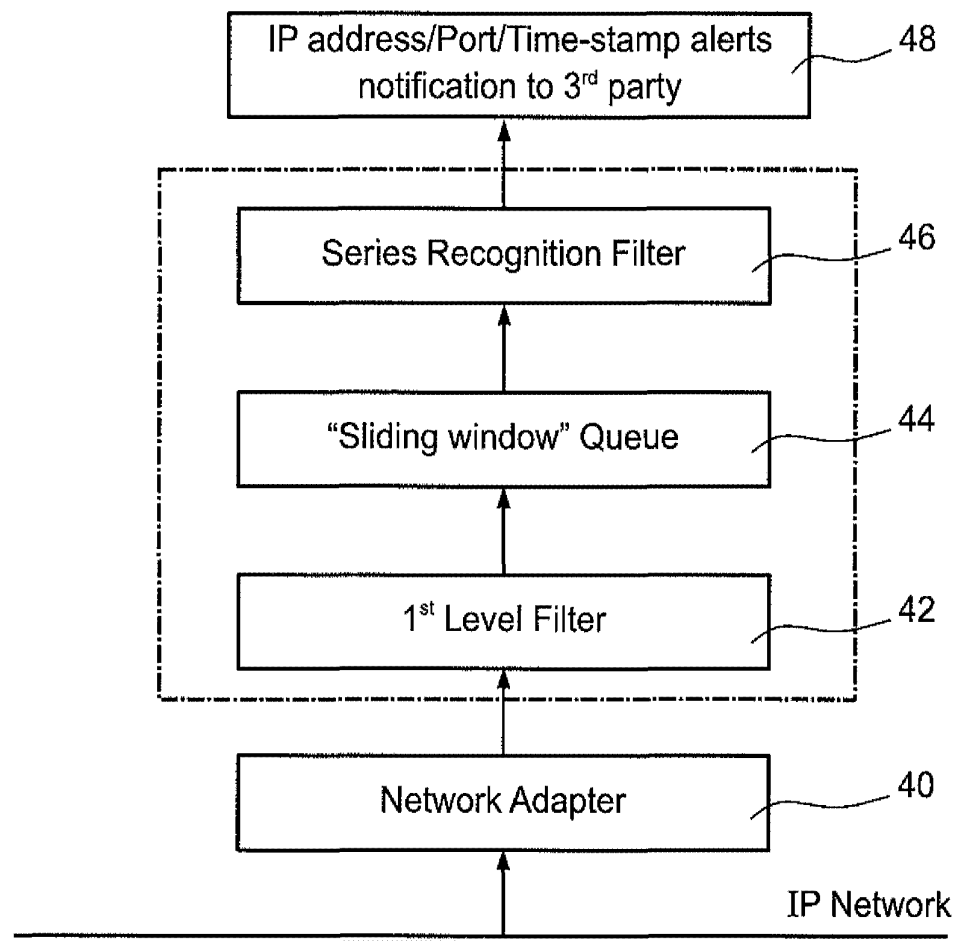 IP address/Port/Time-stamp alerts
notification to 3rd party
48
Series Recognition Filter
46
“Sliding window” Queue
44
1st Level Filter
42
Network Adapter
40
IP Network